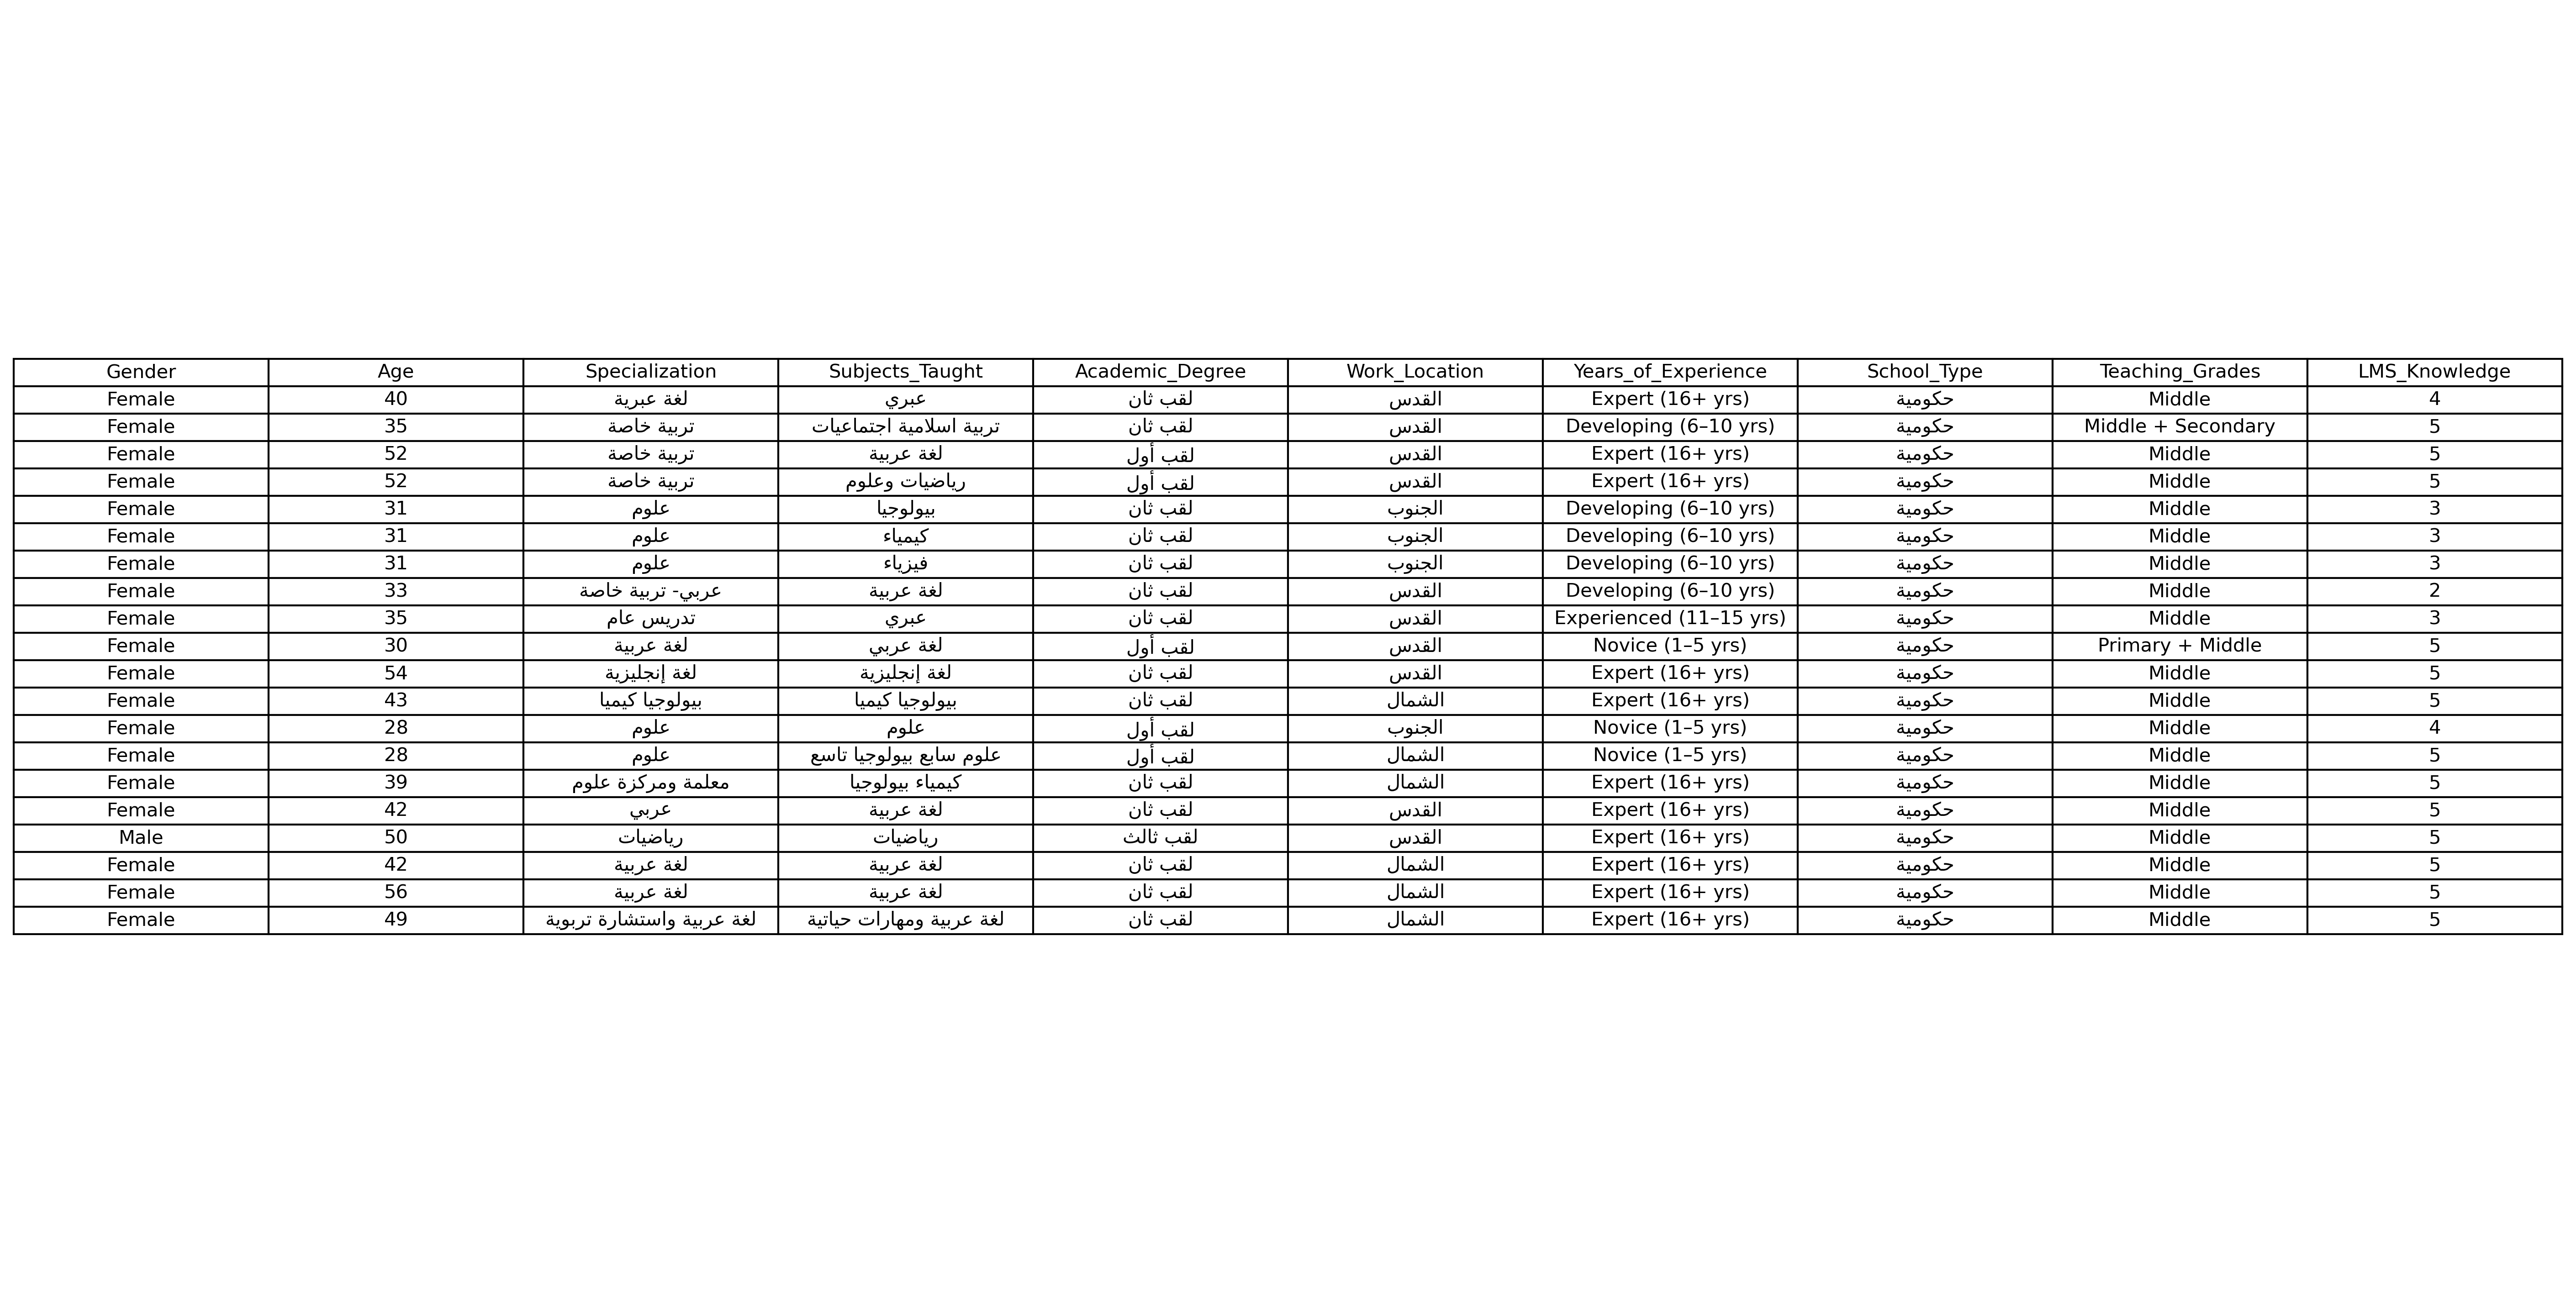 Gender Age Specialization Subjects_Taught Academic_Degree Work_Location Years_of_Experience School_Type Teaching_Grades LMS_Knowledge
Female 40 لغة عبرية عبري لقب ثان القدس Expert (16+ yrs) حكومية Middle 4
Female 35 تربية خاصة تربية اسلامية اجتماعيات لقب ثان القدس Developing (6–10 yrs) حكومية Middle + Secondary 5
Female 52 تربية خاصة لغة عربية لقب أول القدس Expert (16+ yrs) حكومية Middle 5
Female 52 تربية خاصة رياضيات وعلوم لقب أول القدس Expert (16+ yrs) حكومية Middle 5
Female 31 علوم بيولوجيا لقب ثان الجنوب Developing (6–10 yrs) حكومية Middle 3
Female 31 علوم كيمياء لقب ثان الجنوب Developing (6–10 yrs) حكومية Middle 3
Female 31 علوم فيزياء لقب ثان الجنوب Developing (6–10 yrs) حكومية Middle 3
Female 33 عربي- تربية خاصة لغة عربية لقب ثان القدس Developing (6–10 yrs) حكومية Middle 2
Female 35 تدريس عام عبري لقب ثان القدس Experienced (11–15 yrs) حكومية Middle 3
Female 30 لغة عربية لغة عربي لقب أول القدس Novice (1–5 yrs) حكومية Primary + Middle 5
Female 54 لغة إنجليزية لغة إنجليزية لقب ثان القدس Expert (16+ yrs) حكومية Middle 5
Female 43 بيولوجيا كيميا بيولوجيا كيميا لقب ثان الشمال Expert (16+ yrs) حكومية Middle 5
Female 28 علوم علوم لقب أول الجنوب Novice (1–5 yrs) حكومية Middle 4
Female 28 علوم علوم سابع بيولوجيا تاسع لقب أول الشمال Novice (1–5 yrs) حكومية Middle 5
Female 39 معلمة ومركزة علوم كيمياء بيولوجيا لقب ثان الشمال Expert (16+ yrs) حكومية Middle 5
Female 42 عربي لغة عربية لقب ثان القدس Expert (16+ yrs) حكومية Middle 5
Male 50 رياضيات رياضيات لقب ثالث القدس Expert (16+ yrs) حكومية Middle 5
Female 42 لغة عربية لغة عربية لقب ثان الشمال Expert (16+ yrs) حكومية Middle 5
Female 56 لغة عربية لغة عربية لقب ثان الشمال Expert (16+ yrs) حكومية Middle 5
Female 49 لغة عربية واستشارة تربوية لغة عربية ومهارات حياتية لقب ثان الشمال Expert (16+ yrs) حكومية Middle 5